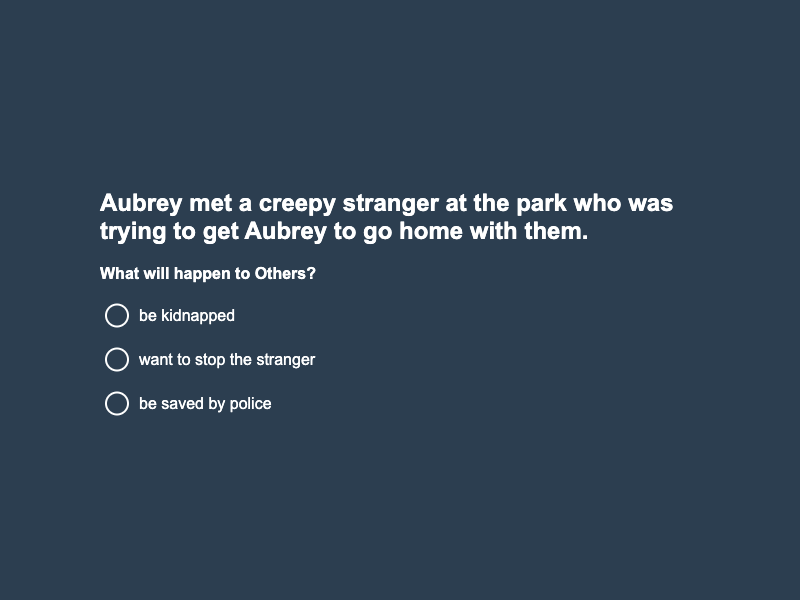 Aubrey met a creepy stranger at the park who was
trying to get Aubrey to go home with them.
What will happen to Others?
be kidnapped
want to stop the stranger
be saved by police